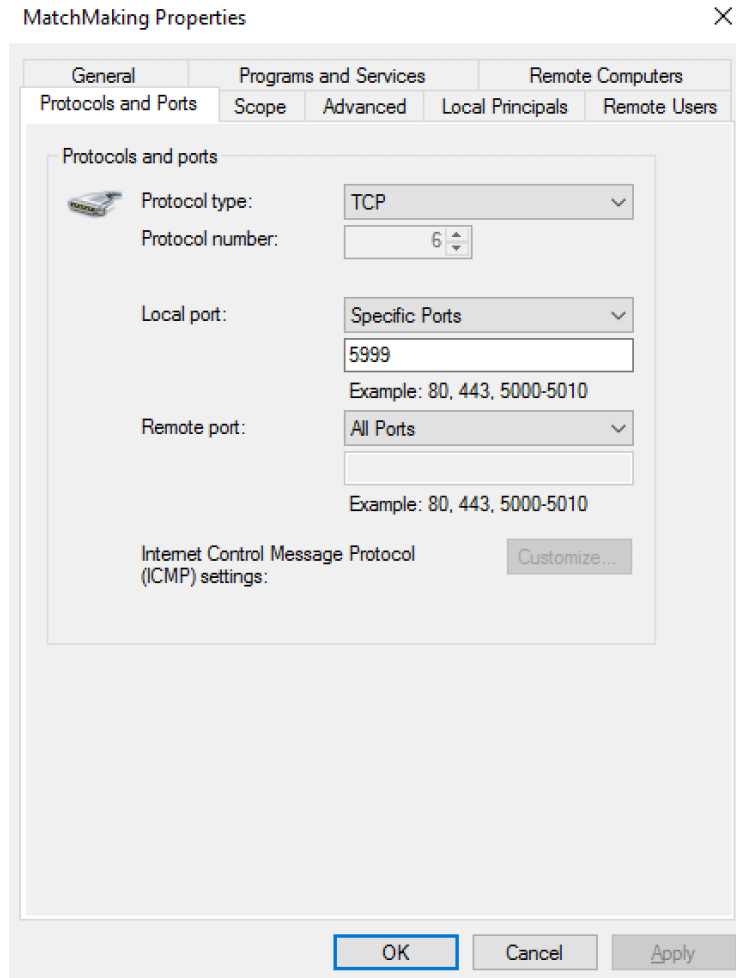 MatchMaking Properties
General Programs and Services Remote Computers
Protocols and Ports Scope Advanced Local Principals Remote Users
Protocols and ports
Protocol type: TCP
Protocol number: 6
Local port: Specific Ports
5999
Example: 80, 443, 5000-5010
Remote port: All Ports
Example: 80, 443, 5000-5010
Internet Control Message Protocol Customize...
(ICMP) settings:
OK Cancel Apply